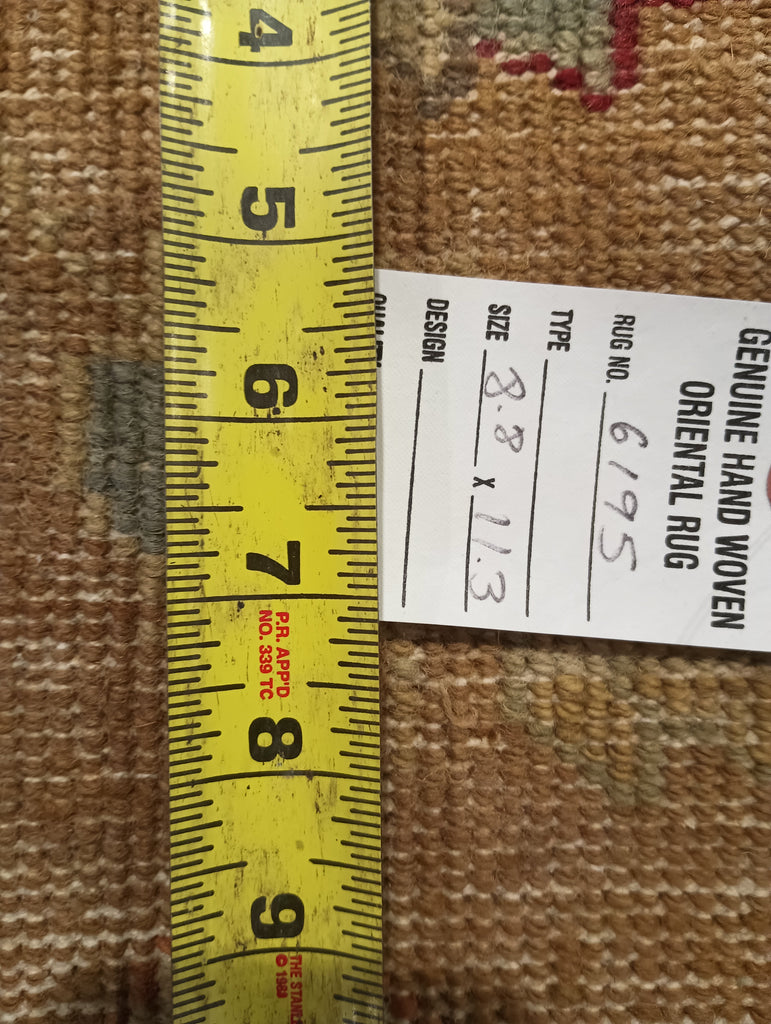 4
5
6
7
P.R. APP'D
NO. 339 TC
8
9
© 1989
GENUINE HAND WOVEN
ORIENTAL RUG
RUG NO. 6195
TYPE
SIZE 8.8 X 11.3
DESIGN